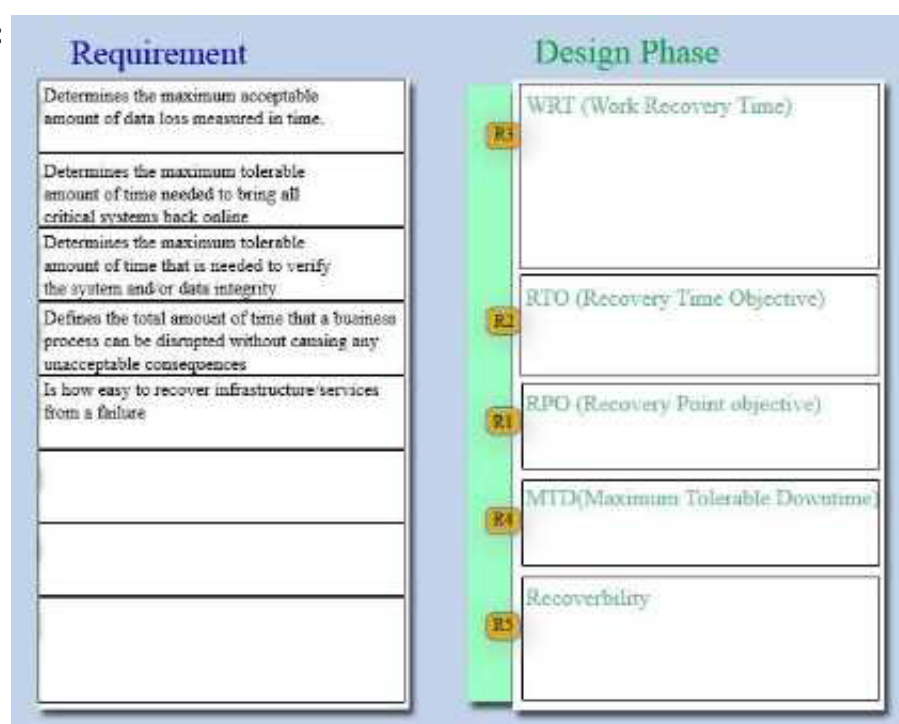 Requirement
Determines the maximum acceptable
amount of data loss measured in time.
Determines the maximum tolerable
amount of time needed to bring all
critical systems back online
Determines the maximum tolerable
amount of time that is needed to verify
the system and/or data integrity
Defines the total amount of time that a business
process can be disrupted without causing any
unacceptable consequences
Is how easy to recover infrastructure/services
from a failure
Design Phase
R3
WRT (Work Recovery Time)
R2
RTO (Recovery Time Objective)
R1
RPO (Recovery Point objective)
R4
MTD(Maximum Tolerable Downtime)
R5
Recoverbility